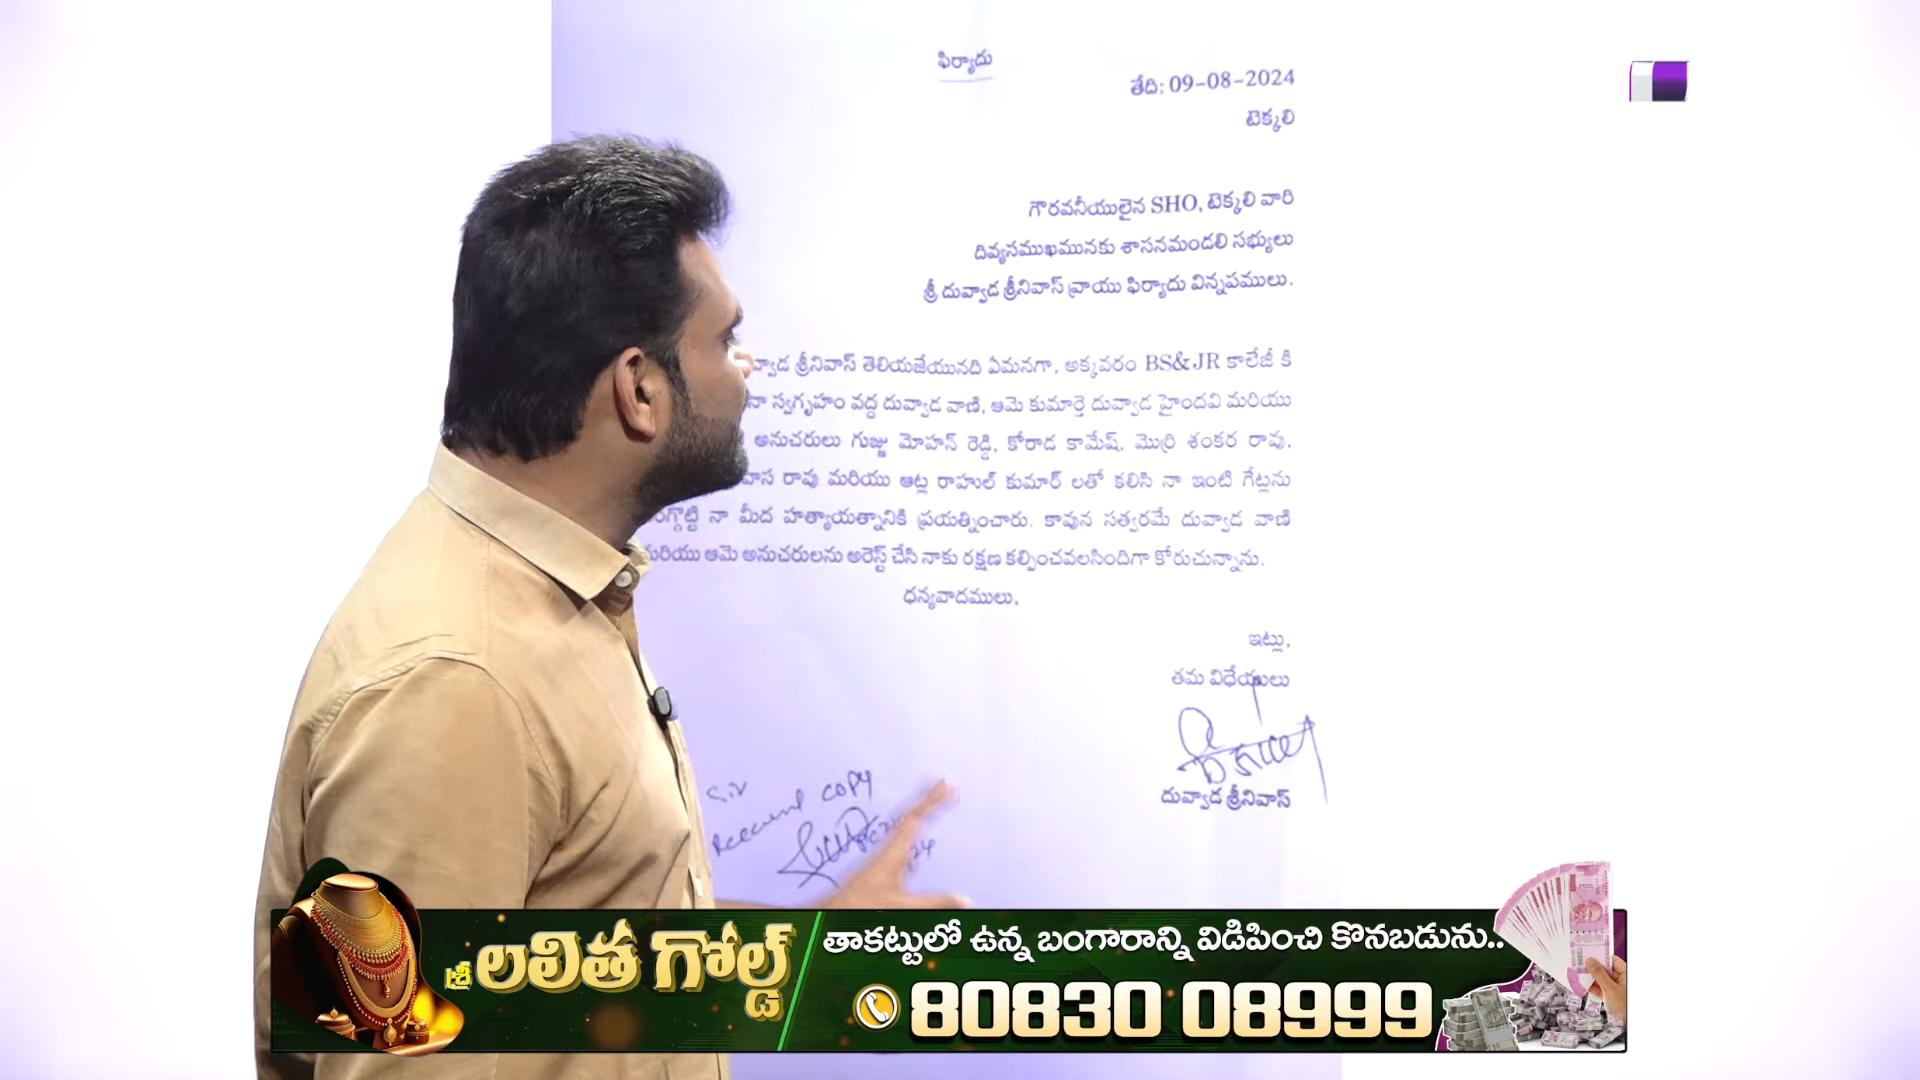 ఫిర్యాదు
తేది: 09-08-2024
టెక్కలి
గౌరవనీయులైన SHO, టెక్కలి వారి
దివ్యసముఖమునకు శాసనమండలి సభ్యులు
శ్రీ దువ్వాడ శ్రీనివాస్ వ్రాయు ఫిర్యాదు విన్నపములు.
శ్రీనివాస్ తెలియజేయునది ఏమనగా, అక్కవరం BS&JR కాలేజీ కి
నా స్వగృహం వద్ద దువ్వాడ వాణి, ఆమె కుమార్తె దువ్వాడ హైందవి మరియు
అనుచరులు గుజ్జు మోహన్ రెడ్డి, కోరాడ కామేష్, మొర్రి శంకర రావు,
రావు మరియు ఆట్ల రాహుల్ కుమార్ లతో కలిసి నా ఇంటి గేట్లను
నా మీద హత్యాయత్నానికి ప్రయత్నించారు. కావున సత్వరమే దువ్వాడ వాణి
మరియు ఆమె అనుచరులను అరెస్ట్ చేసి నాకు రక్షణ కల్పించవలసిందిగా కోరుచున్నాను.
ధన్యవాదములు,
ఇట్లు,
తమ విధేయులు
దువ్వాడ శ్రీనివాస్
Sir
copy
శ్రీ లలిత గోల్డ్
తాకట్టులో ఉన్న బంగారాన్ని విడిపించి కొనబడును..
80830 08999